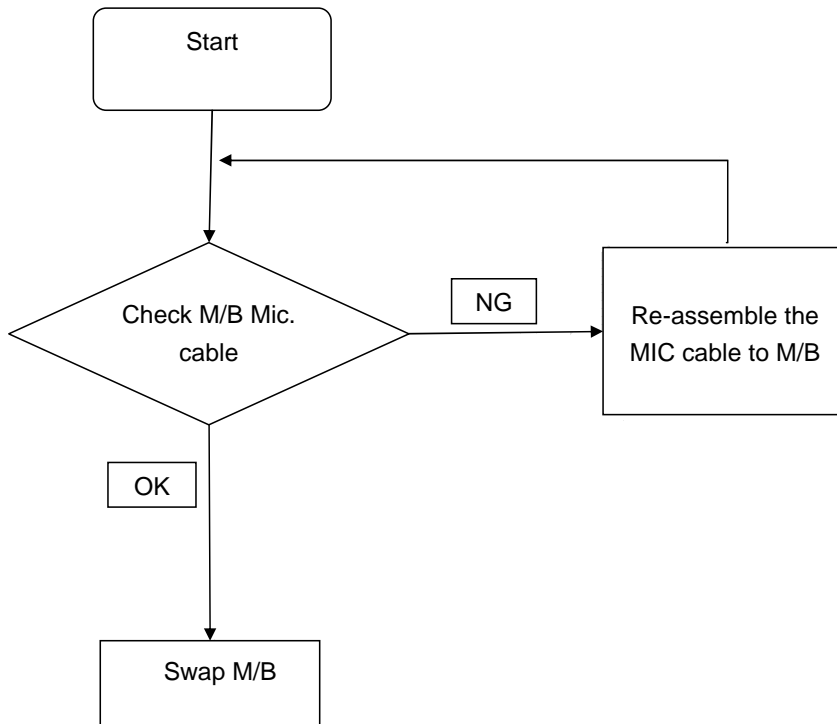 Start
Check M/B Mic.
cable
NG
Re-assemble the
MIC cable to M/B
OK
Swap M/B